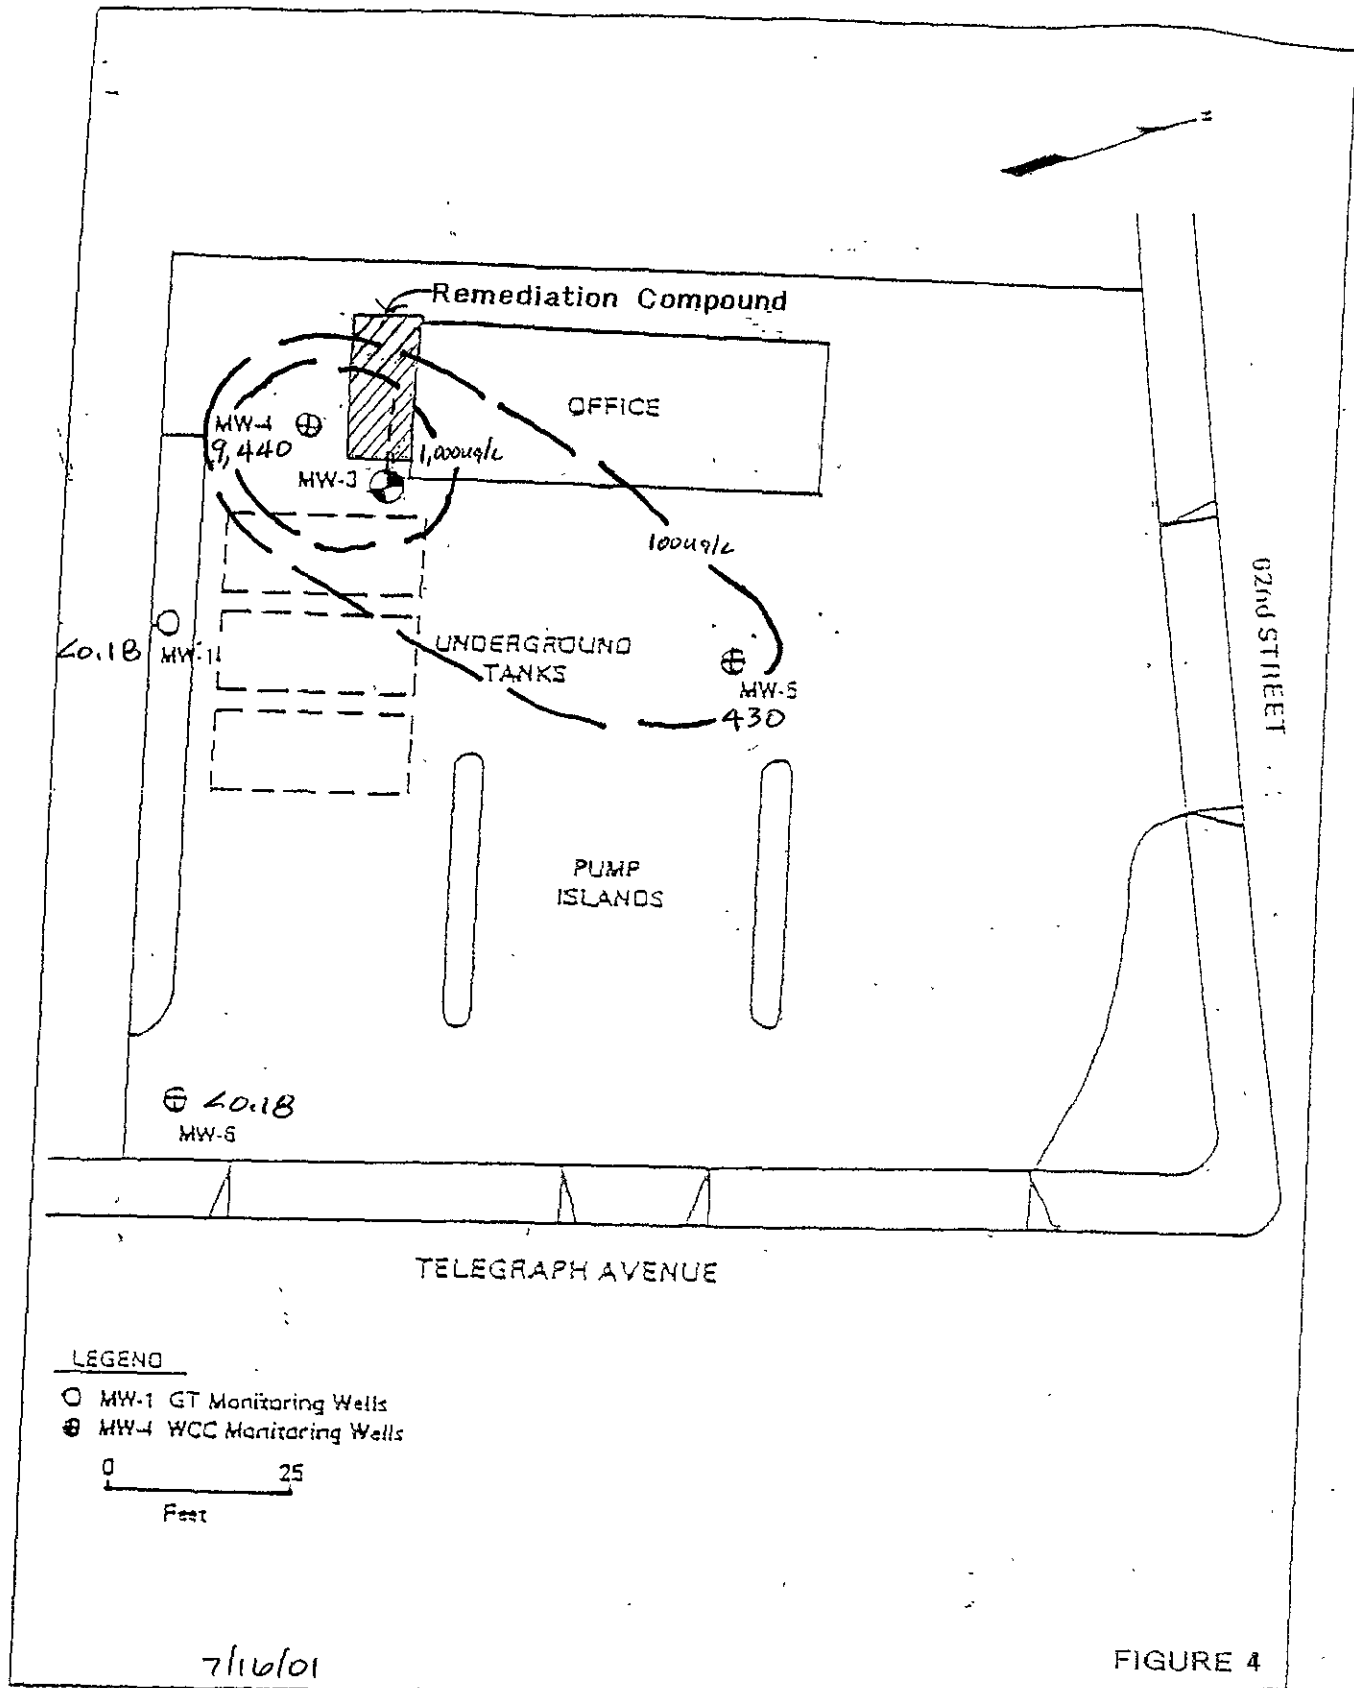 N
Remediation Compound
OFFICE
MW-4
9,440
1,000ug/L
MW-3
100ug/L
62nd STREET
UNDERGROUND
TANKS
<0.18 MW-1
MW-5
430
PUMP
ISLANDS
<0.18
MW-6
TELEGRAPH AVENUE
LEGEND
MW-1 GT Monitoring Wells
MW-4 WCC Monitoring Wells
0 25
Feet
7/16/01
FIGURE 4